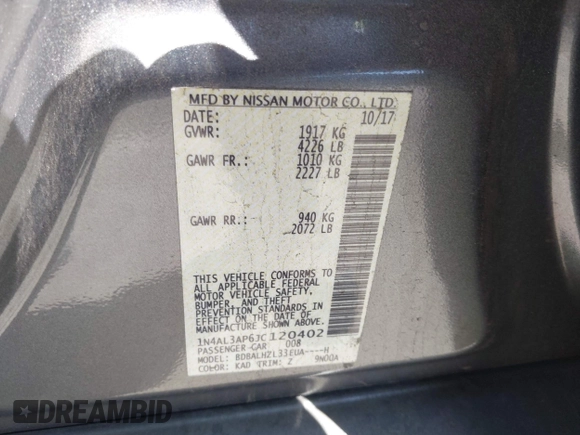 MFD BY NISSAN MOTOR CO., LTD.
DATE: 10/17
GVWR: 1917 KG
4226 LB
GAWR FR.: 1010 KG
2227 LB
GAWR RR.: 940 KG
2072 LB
THIS VEHICLE CONFORMS TO
ALL APPLICABLE FEDERAL
MOTOR VEHICLE SAFETY,
BUMPER, AND THEFT
PREVENTION STANDARDS IN
EFFECT ON THE DATE OF
MANUFACTURE SHOWN ABOVE.
1N4AL3AP6JC120402
PASSENGER-CAR 008
MODEL: BDBALHZL33EUA----H
COLOR: KAD TRIM: Z 9N00A
DREAMBID